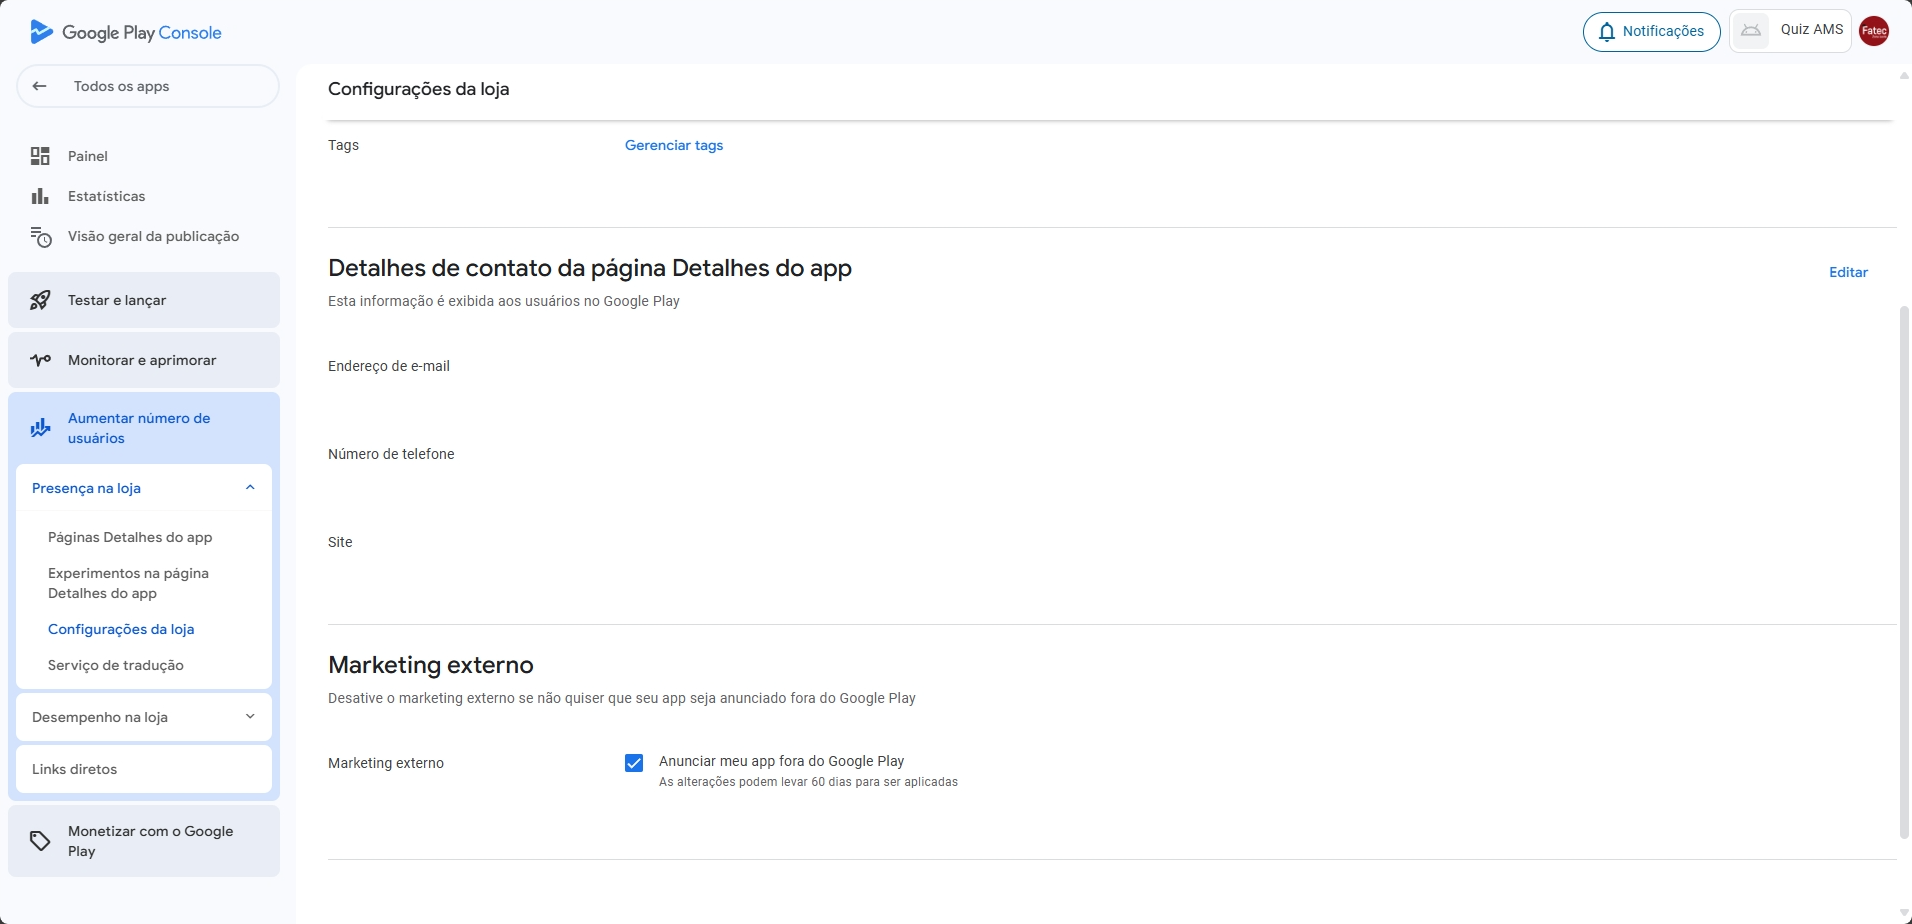 Google Play Console
Notificações
Quiz AMS
Fatec
Todos os apps
Painel
Estatísticas
Visão geral da publicação
Testar e lançar
Monitorar e aprimorar
Aumentar número de
usuários
Presença na loja
Páginas Detalhes do app
Experimentos na página
Detalhes do app
Configurações da loja
Serviço de tradução
Desempenho na loja
Links diretos
Monetizar com o Google
Play
Configurações da loja
Tags
Gerenciar tags
Detalhes de contato da página Detalhes do app
Editar
Esta informação é exibida aos usuários no Google Play
Endereço de e-mail
Número de telefone
Site
Marketing externo
Desative o marketing externo se não quiser que seu app seja anunciado fora do Google Play
Marketing externo
Anunciar meu app fora do Google Play
As alterações podem levar 60 dias para ser aplicadas